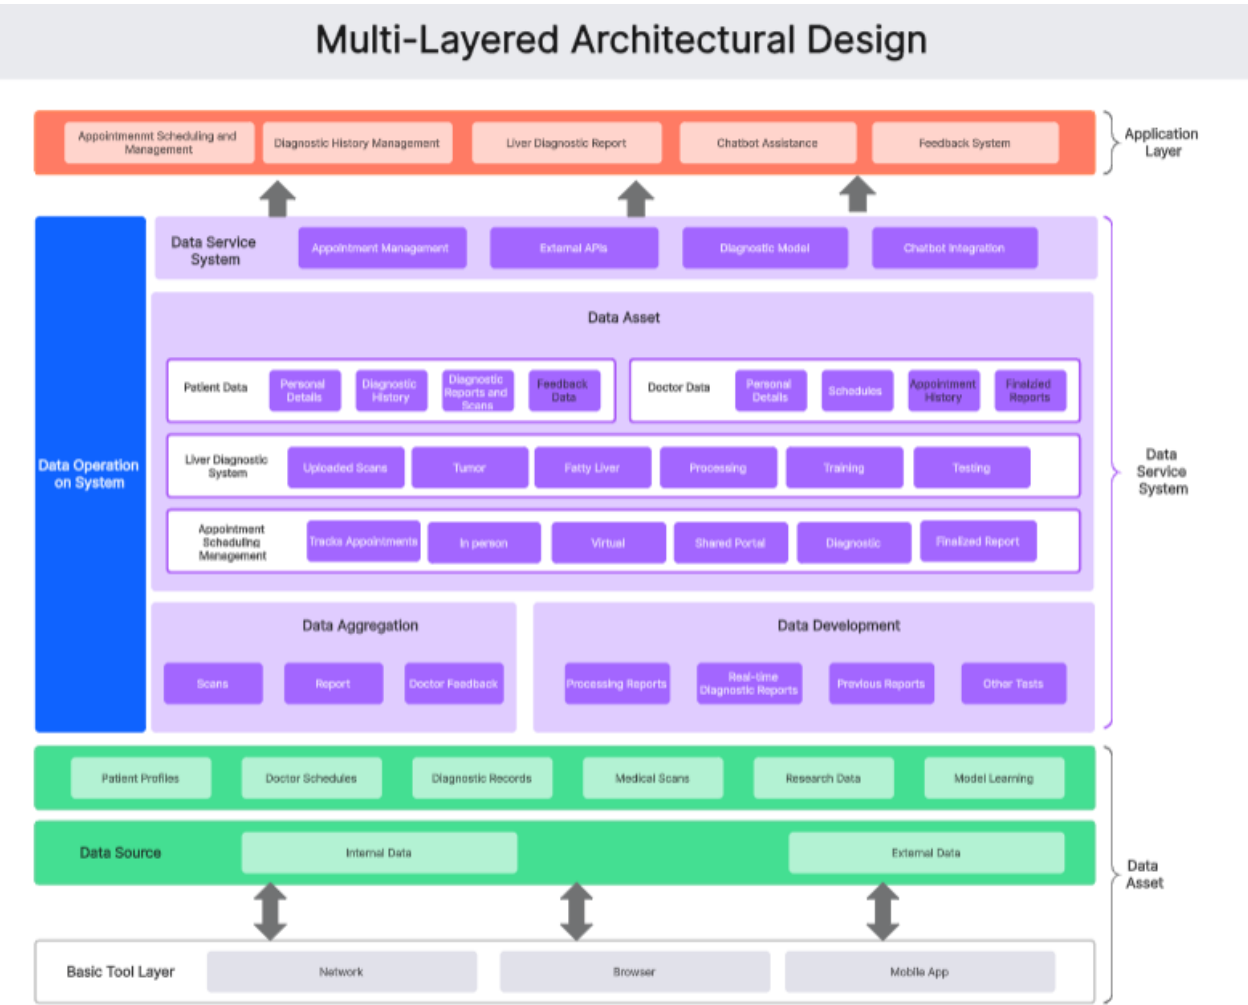 Multi-Layered Architectural Design
Appointmenmt Scheduling and
Management
Diagnostic History Management
Liver Diagnostic Report
Chatbot Assistance
Feedback System
Application
Layer
Data Service
System
Appointment Management
External APIs
Diagnostic Model
Chatbot Integration
Data Operation
on System
Data Asset
Patient Data
Personal
Details
Diagnostic
History
Diagnostic
Reports and
Scans
Feedback
Data
Doctor Data
Personal
Details
Schedules
Appointment
History
Finalzied
Reports
Liver Diagnostic
System
Uploaded Scans
Tumor
Fatty Liver
Processing
Training
Testing
Appointment
Scheduling
Management
Tracks Appointments
In person
Virtual
Shared Portal
Diagnostic
Finalized Report
Data
Service
System
Data Aggregation
Scans
Report
Doctor Feedback
Data Development
Processing Reports
Real-time
Diagnostic Reports
Previous Reports
Other Tests
Patient Profiles
Doctor Schedules
Diagnostic Records
Medical Scans
Research Data
Model Learning
Data Source
Internal Data
External Data
Data
Asset
Basic Tool Layer
Network
Browser
Mobile App